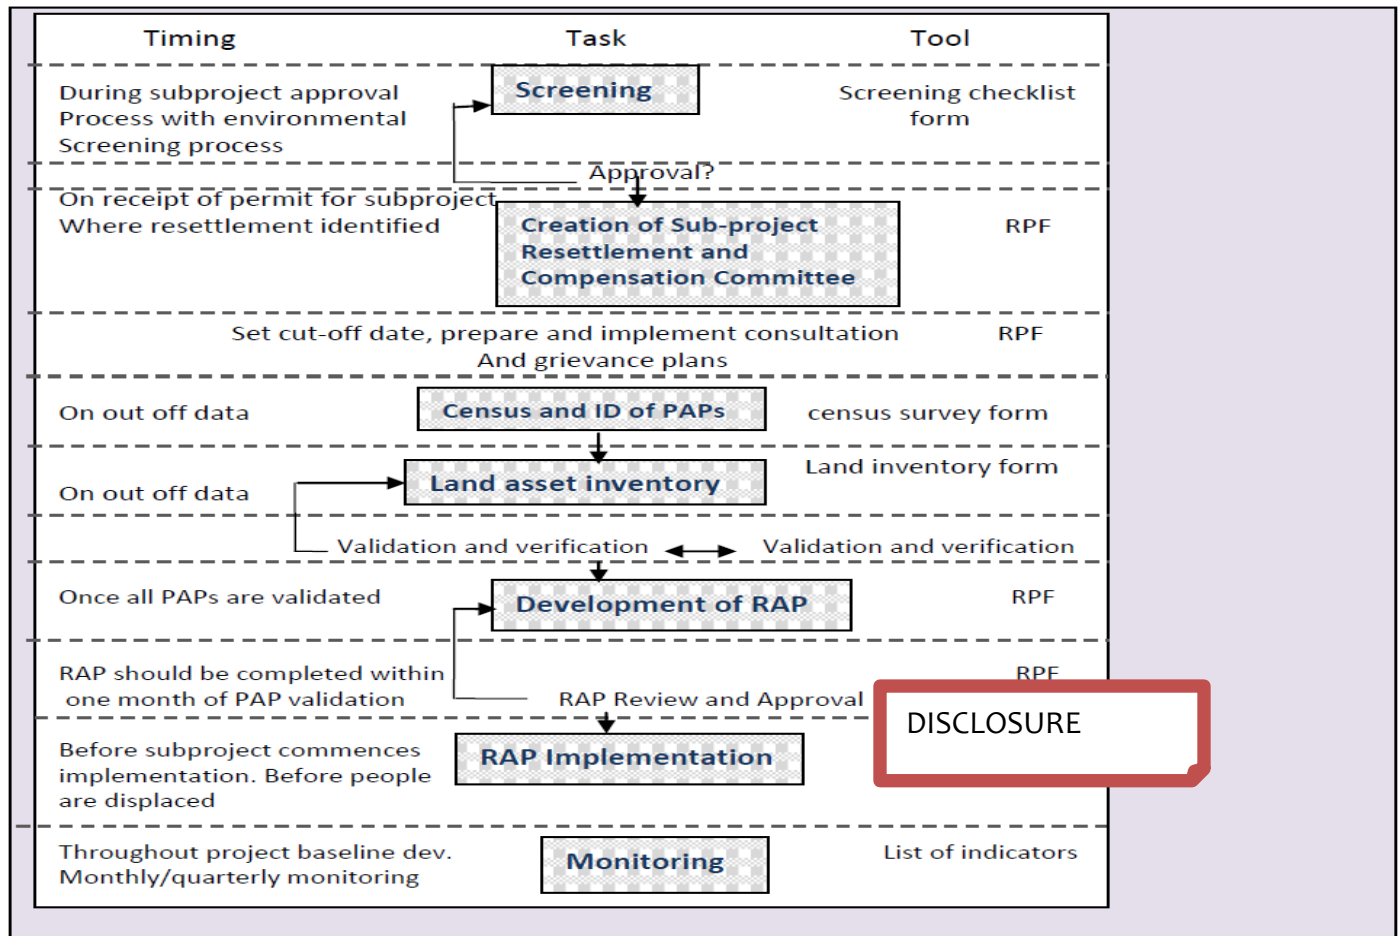 Timing Task Tool
During subproject approval
Process with environmental
Screening process
Screening
Screening checklist
form
Approval?
On receipt of permit for subproject
Where resettlement identified
Creation of Sub-project
Resettlement and
Compensation Committee
RPF
Set cut-off date, prepare and implement consultation
And grievance plans
RPF
On out off data
Census and ID of PAPs
census survey form
On out off data
Land asset inventory
Land inventory form
Validation and verification
Validation and verification
Once all PAPs are validated
Development of RAP
RPF
RAP should be completed within
one month of PAP validation
RAP Review and Approval
RPF
DISCLOSURE
Before subproject commences
implementation. Before people
are displaced
RAP Implementation
Throughout project baseline dev.
Monthly/quarterly monitoring
Monitoring
List of indicators